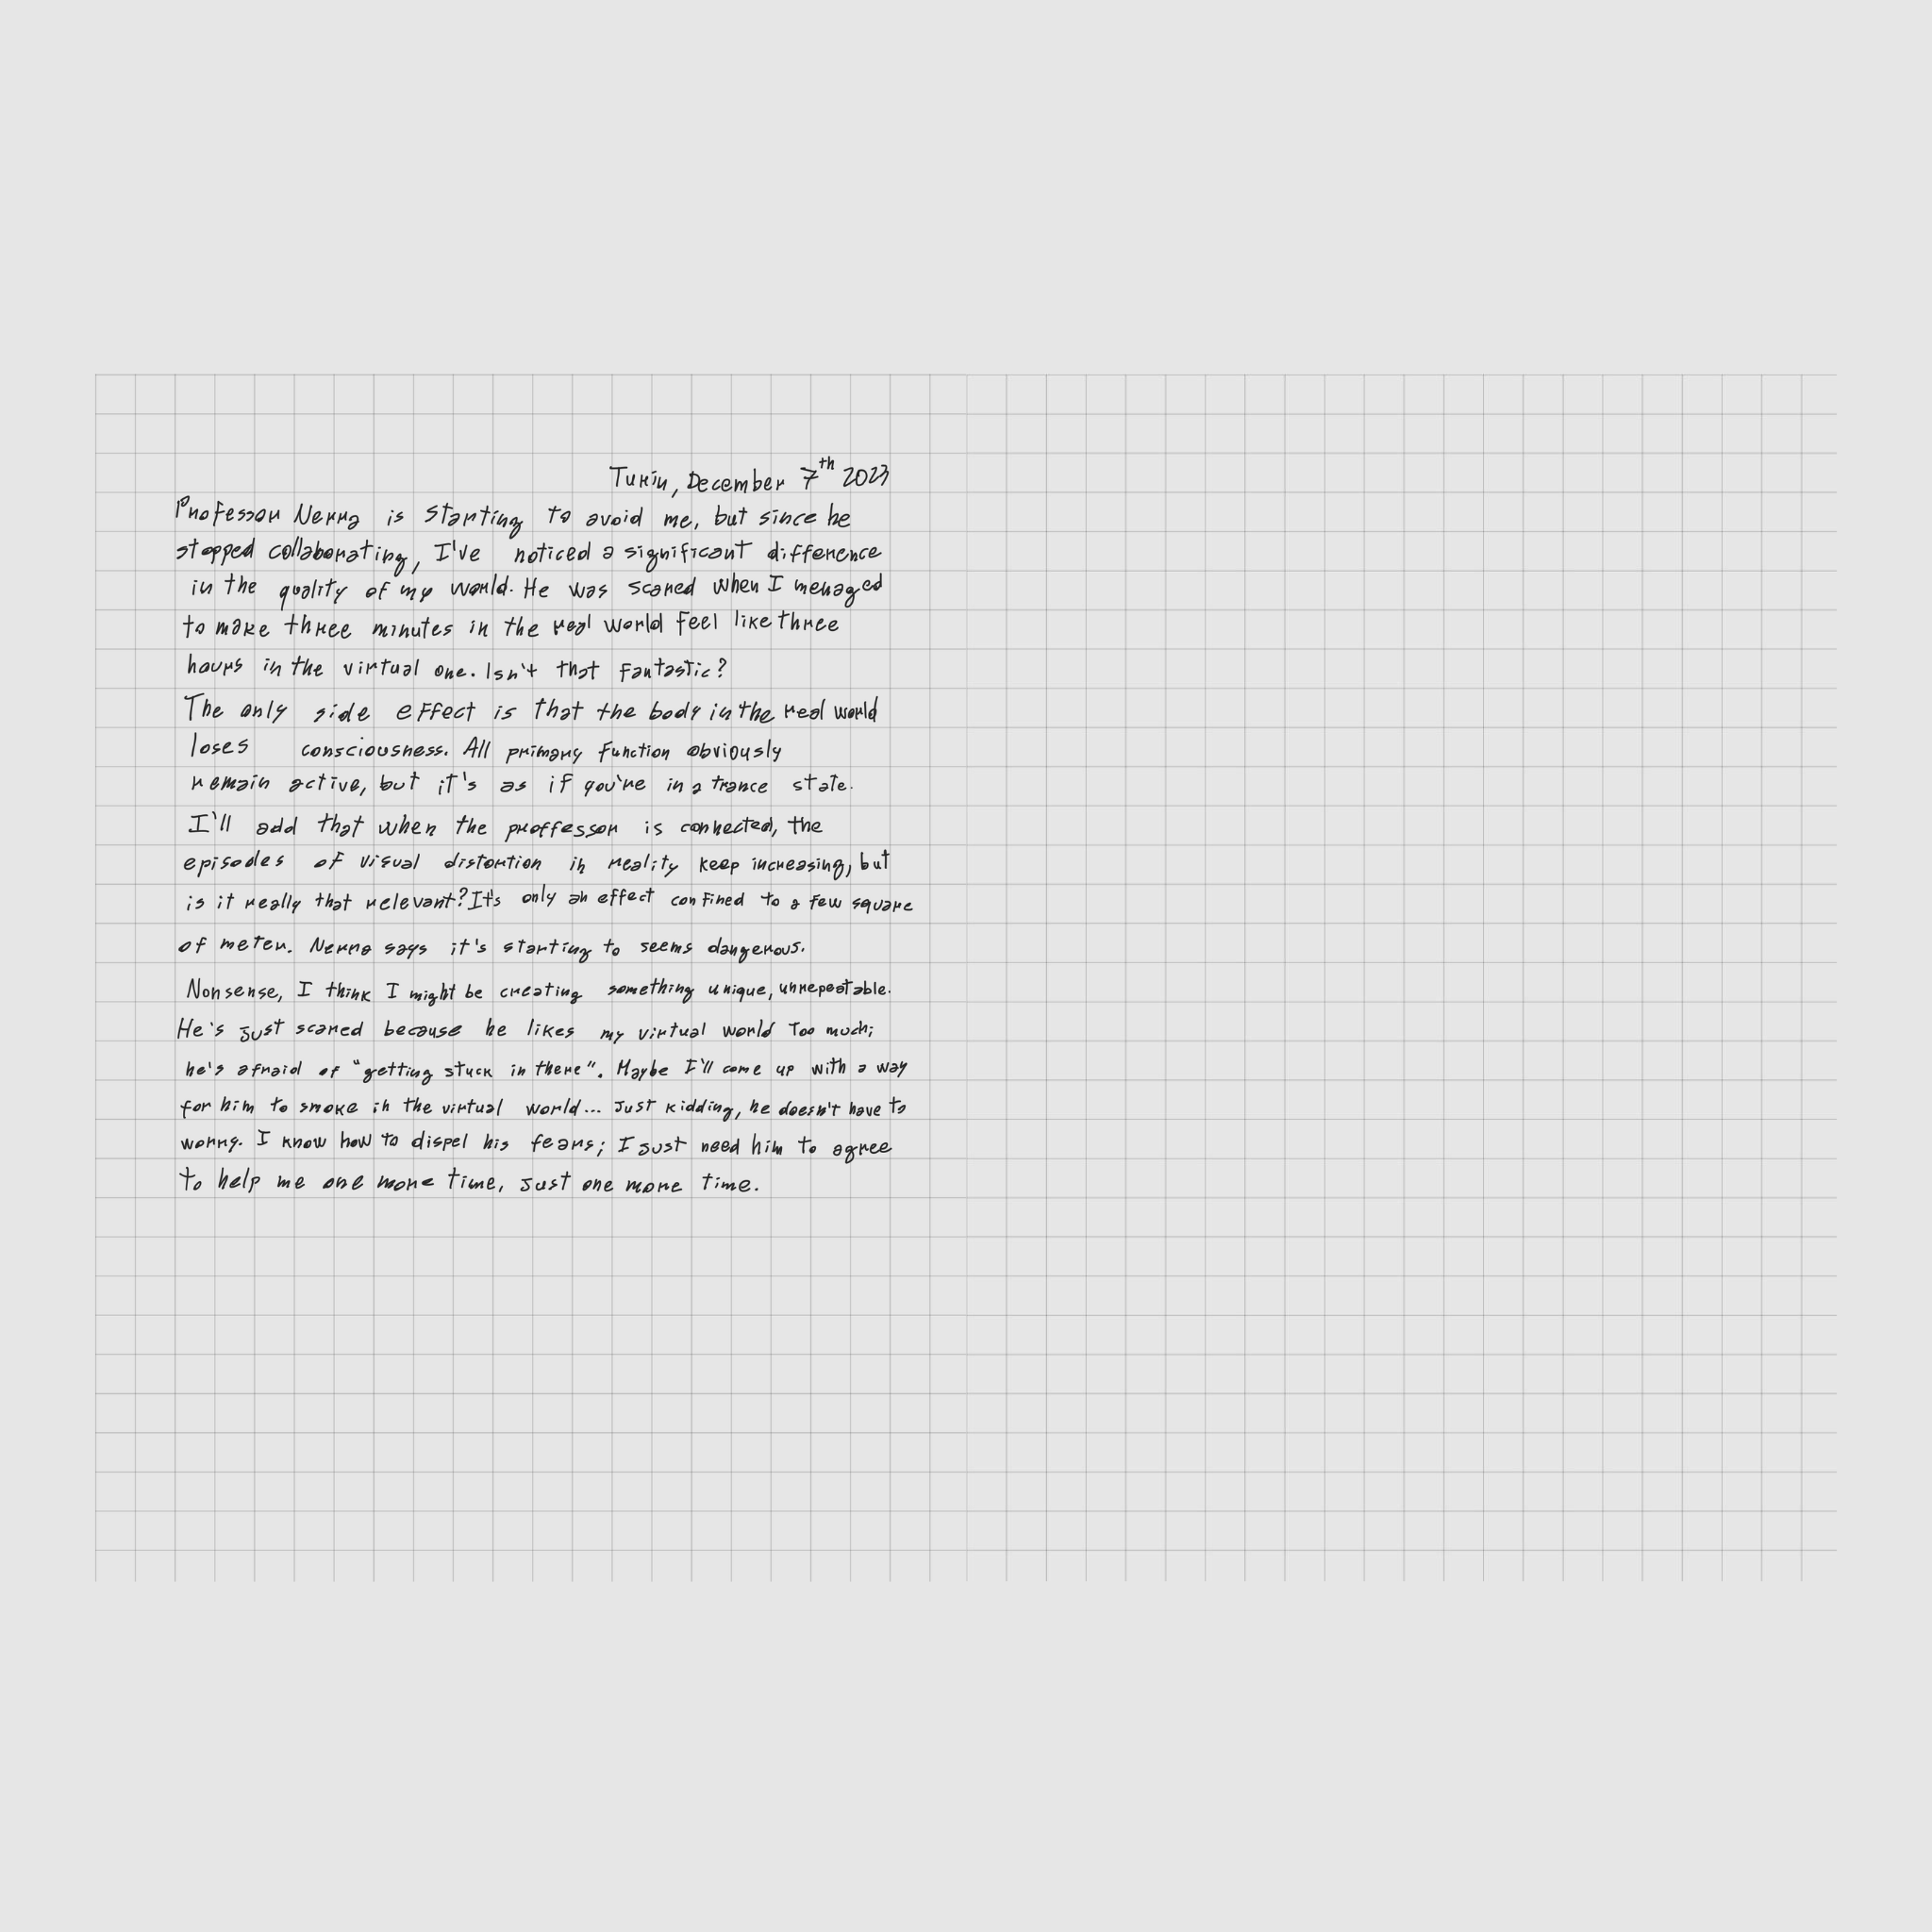 Turin, December 7th 2023
Professor Nerra is starting to avoid me, but since he
stopped collaborating, I've noticed a significant difference
in the quality of my world. He was scared when I menaged
to make three minutes in the real world feel like three
hours in the virtual one. Isn't that fantastic?
The only side effect is that the body in the real world
loses consciousness. All primary function obviously
remain active, but it's as if you're in a trance state.
I'll add that when the proffessor is connected, the
episodes of visual distortion in reality keep increasing, but
is it really that relevant? It's only an effect confined to a few square
of meter. Nerra says it's starting to seems dangerous.
Nonsense, I think I might be creating something unique, unrepeatable.
He's just scared because he likes my virtual world too much;
he's afraid of "getting stuck in there". Maybe I'll come up with a way
for him to smoke in the virtual world... Just kidding, he doesn't have to
worry. I know how to dispel his fears; I just need him to agree
to help me one more time, just one more time.